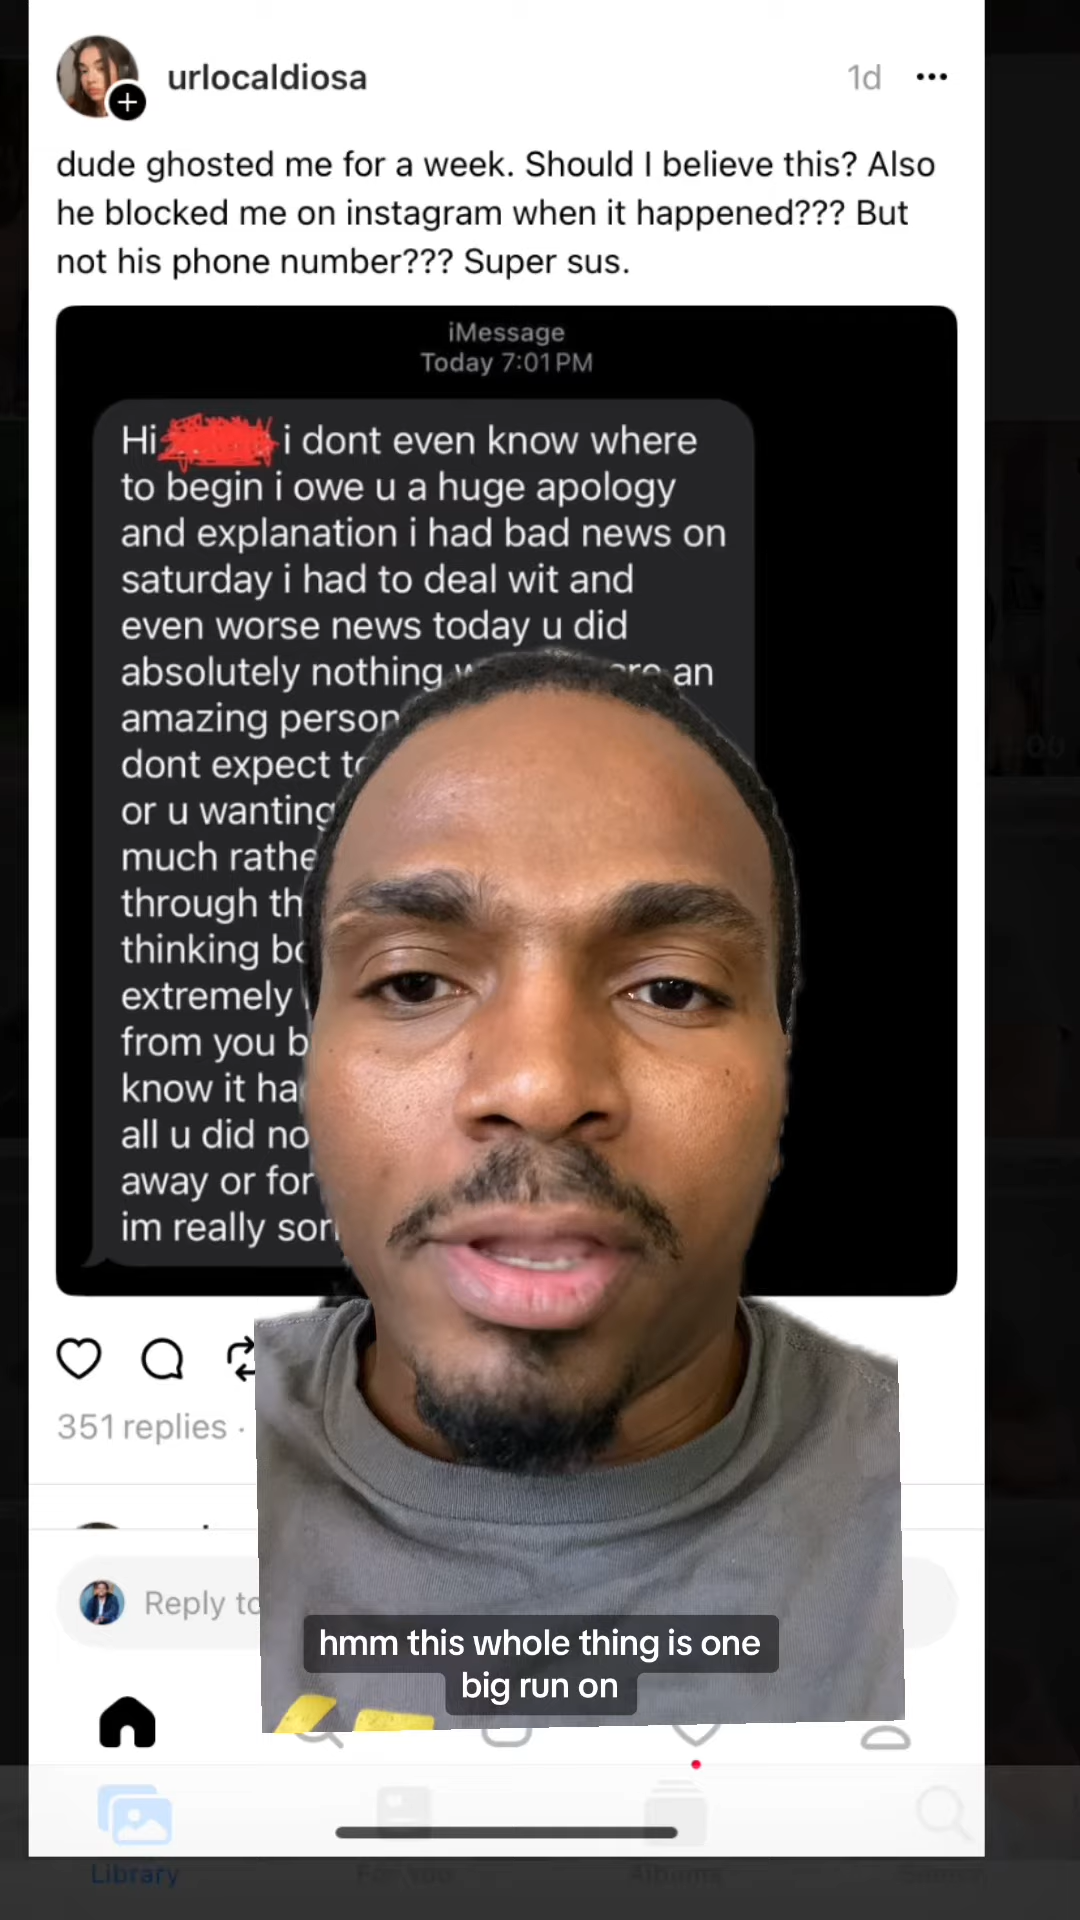 urlocaldiosa
1d
dude ghosted me for a week. Should I believe this? Also
he blocked me on instagram when it happened??? But
not his phone number??? Super sus.
iMessage
Today 7:01 PM
Hi i dont even know where
to begin i owe u a huge apology
and explanation i had bad news on
saturday i had to deal wit and
even worse news today u did
absolutely nothing an
amazing person
dont expect
or u wanting
much
through
thinking
extremely
from you
know it
all u did
away or
im really
351 replies ·
Reply to
hmm this whole thing is one
big run on
Library
For You
Albums